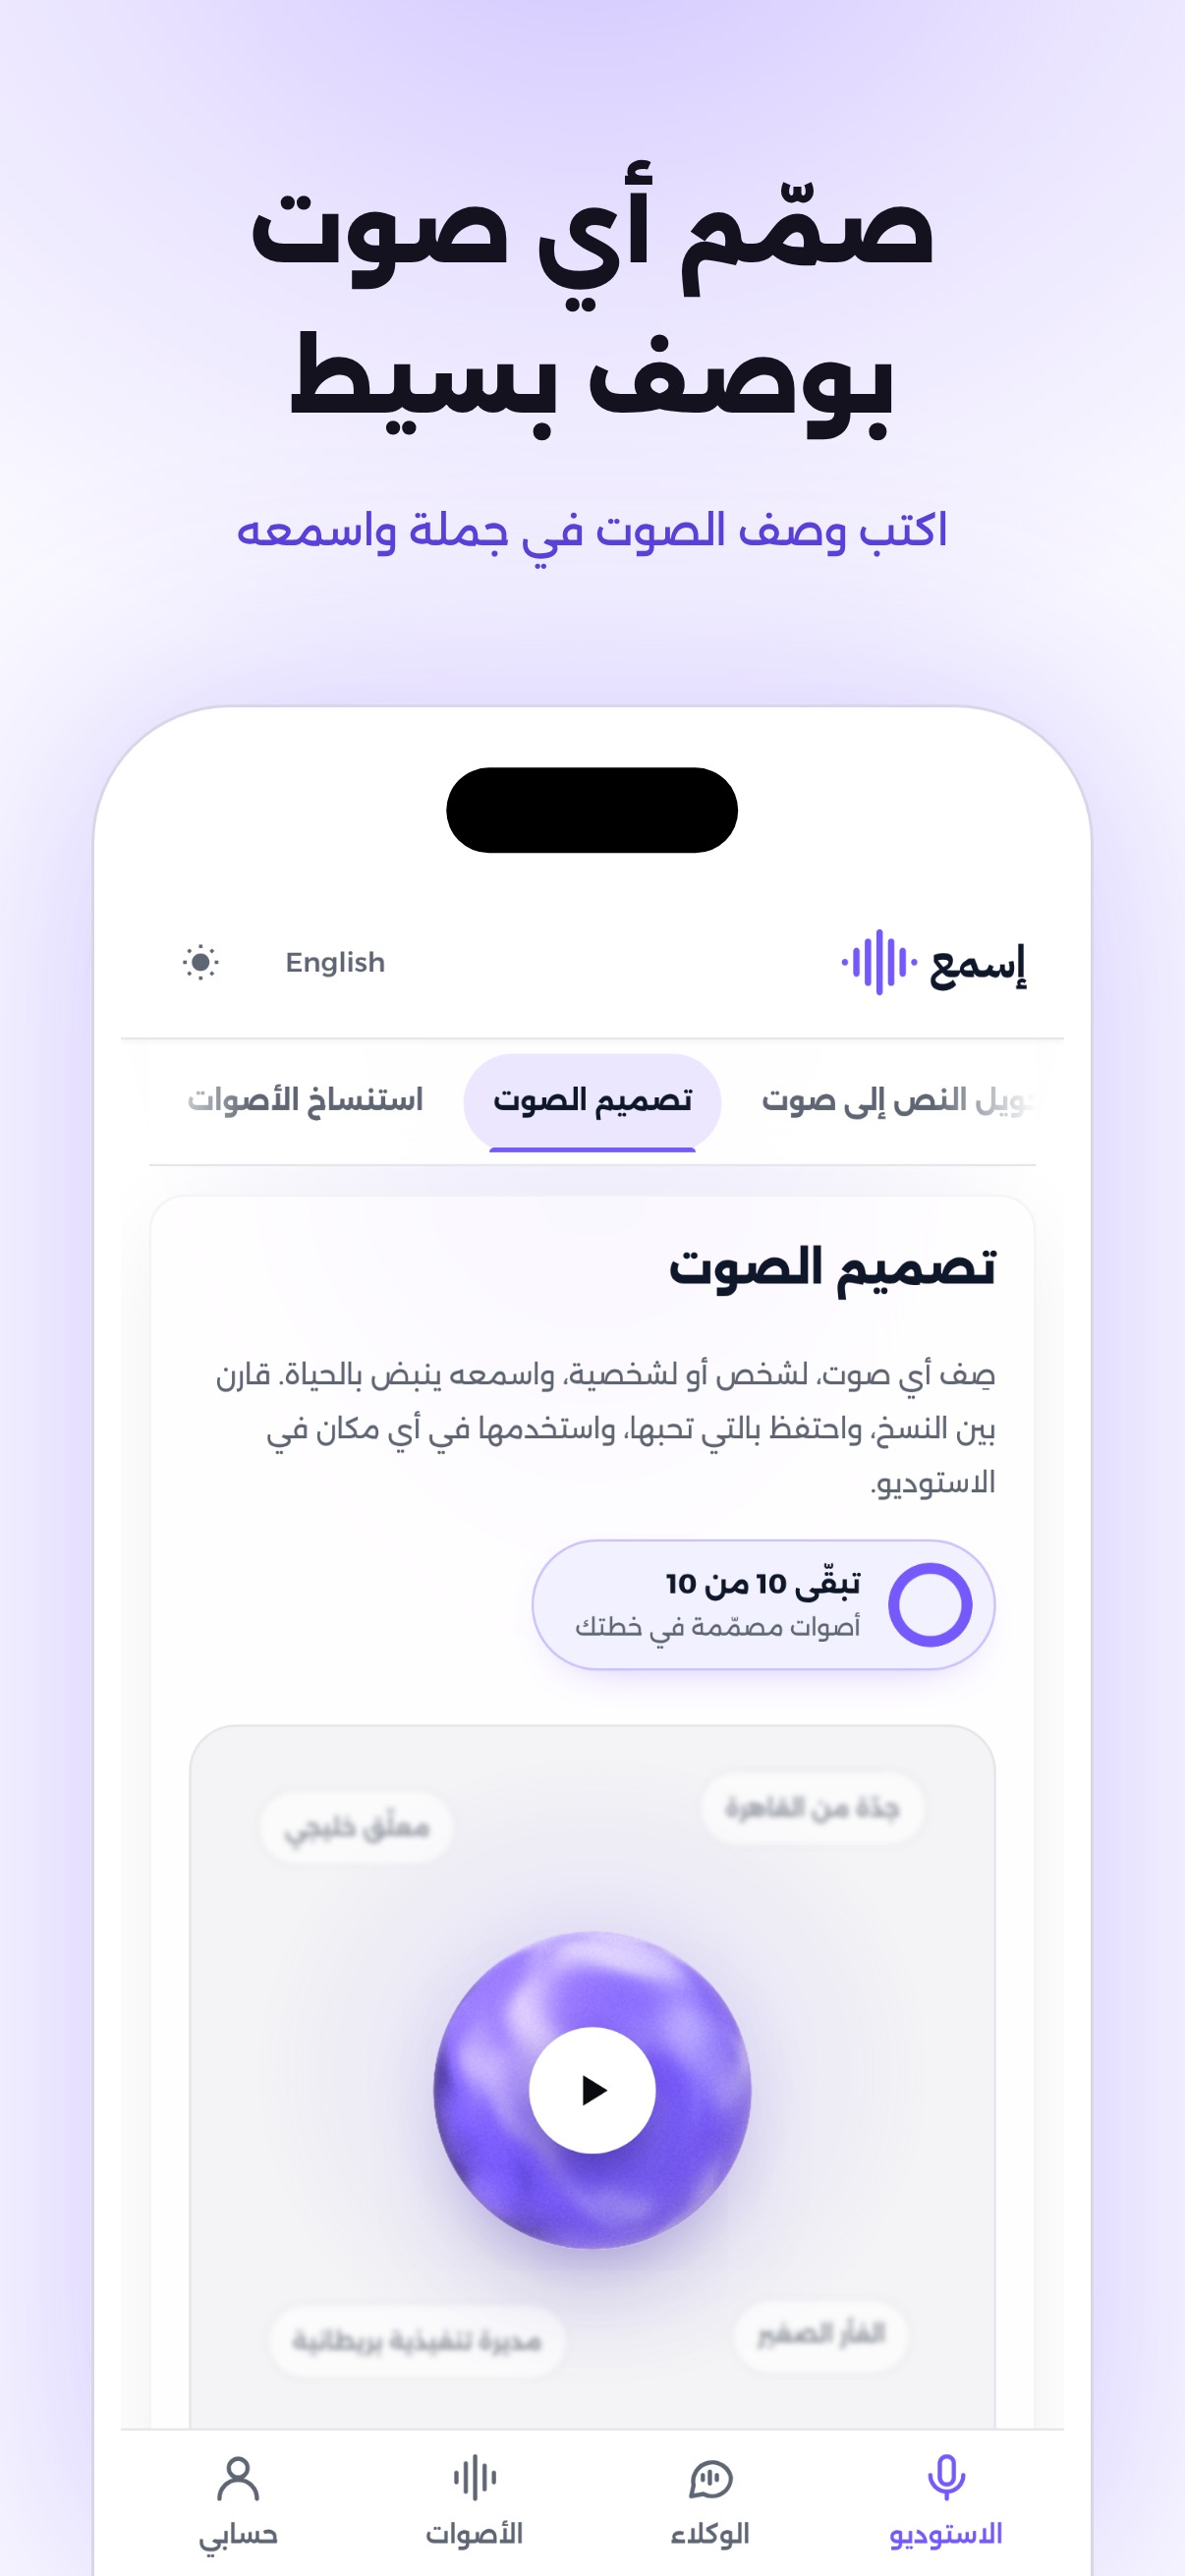 صمّم أي صوت
بوصف بسيط
اكتب وصف الصوت في جملة واسمعه
إسمع
English
ويل النص إلى صوت
تصميم الصوت
استنساخ الأصوات
تصميم الصوت
صِف أي صوت، لشخص أو لشخصية، واسمعه ينبض بالحياة. قارن
بين النسخ، واحتفظ بالتي تحبها، واستخدمها في أي مكان في
الاستوديو.
تبقّى 10 من 10
أصوات مصمّمة في خطتك
جدّة من القاهرة
معلّق خليجي
الفأر الصغير
مديرة تنفيذية بريطانية
الاستوديو
الوكلاء
الأصوات
حسابي